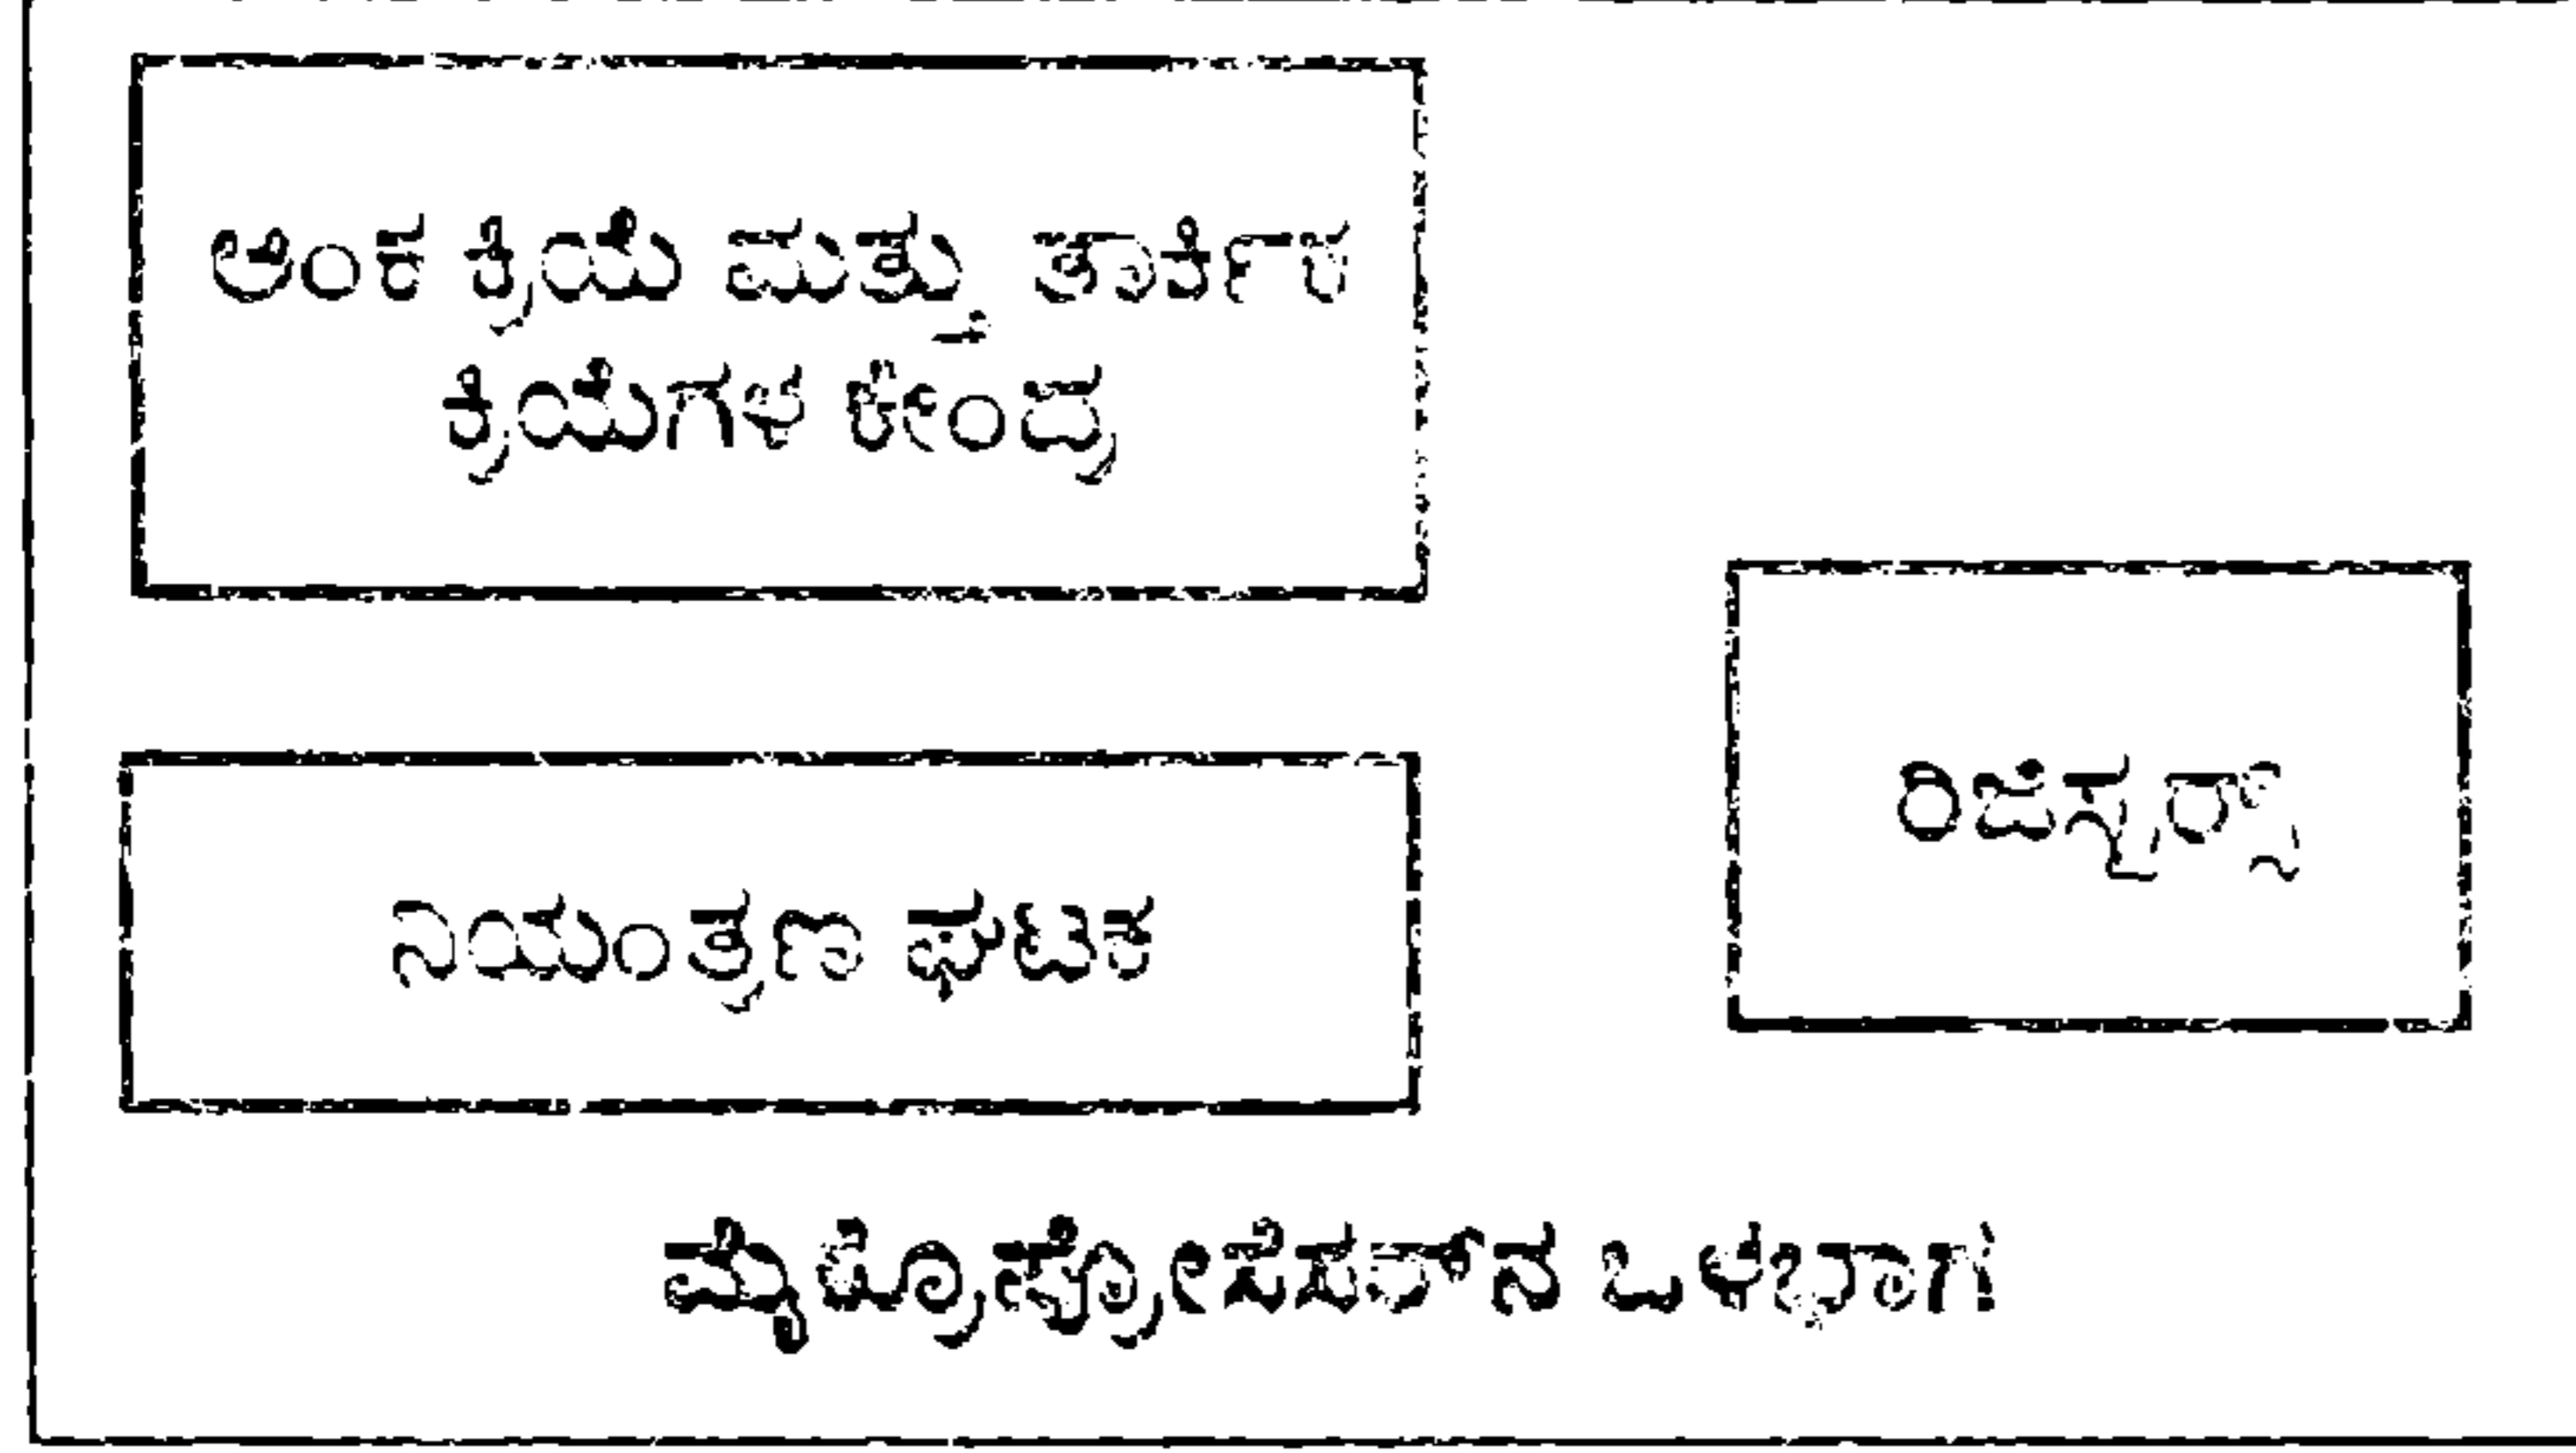 ಅಂಕ ಕ್ರಿಯೆ ಮತ್ತು ತಾರ್ಕಿಕ
ಕ್ರಿಯೆಗಳ ಕೇಂದ್ರ
ರಿಜಿಸ್ಟರ್ಸ್
ನಿಯಂತ್ರಣ ಘಟಕ
ಮೈಕ್ರೊಪ್ರೋಸೆಸರ್‌ನ ಒಳಭಾಗ